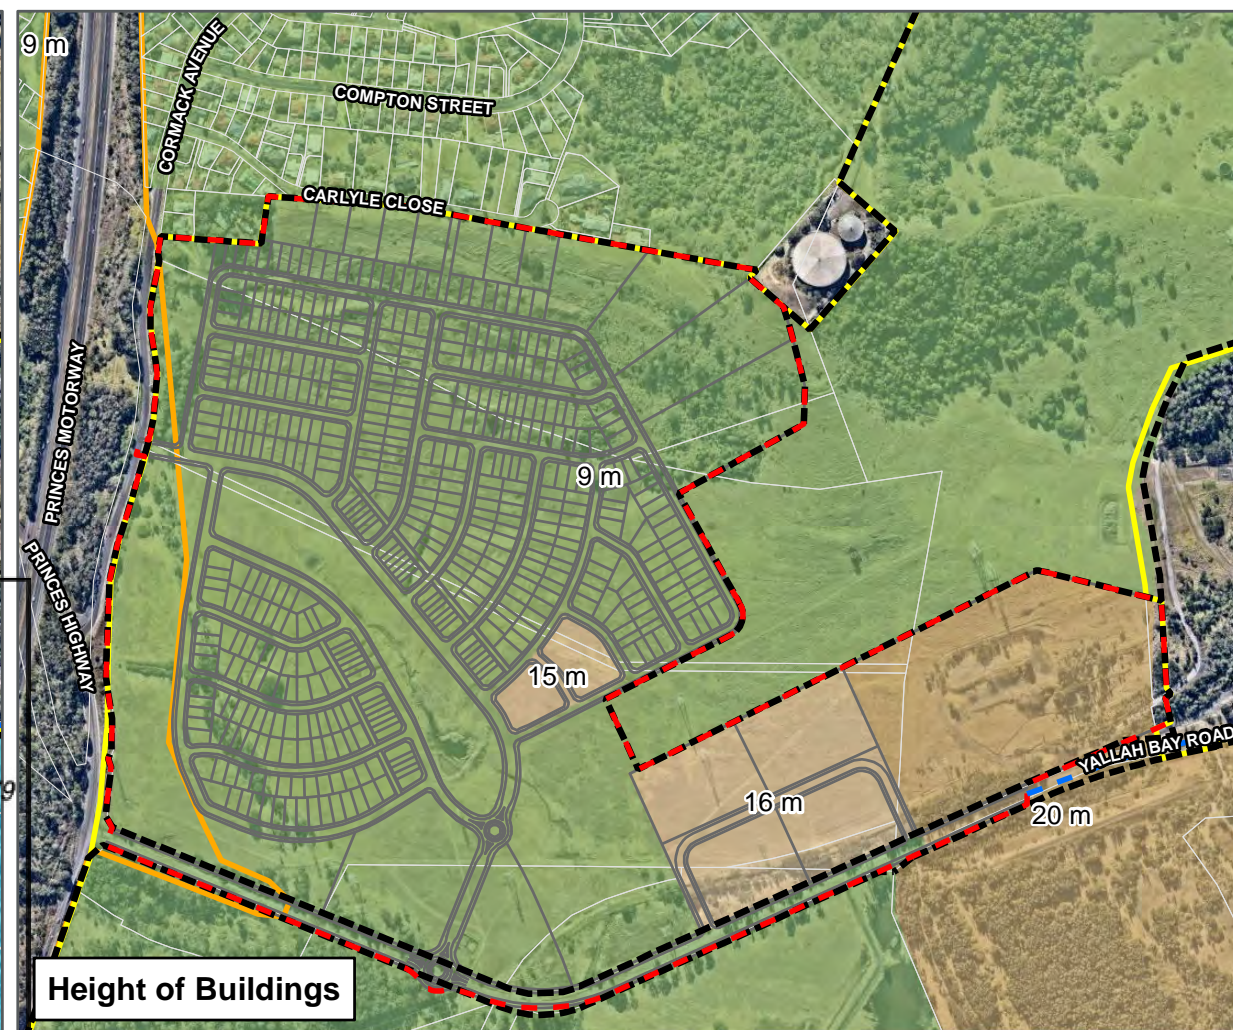 9 m
CORMACK AVENUE
COMPTON STREET
CARLYLE CLOSE
PRINCES MOTORWAY
9 m
PRINCES HIGHWAY
15 m
YALLAH BAY ROAD
9
16 m
20 m
Height of Buildings